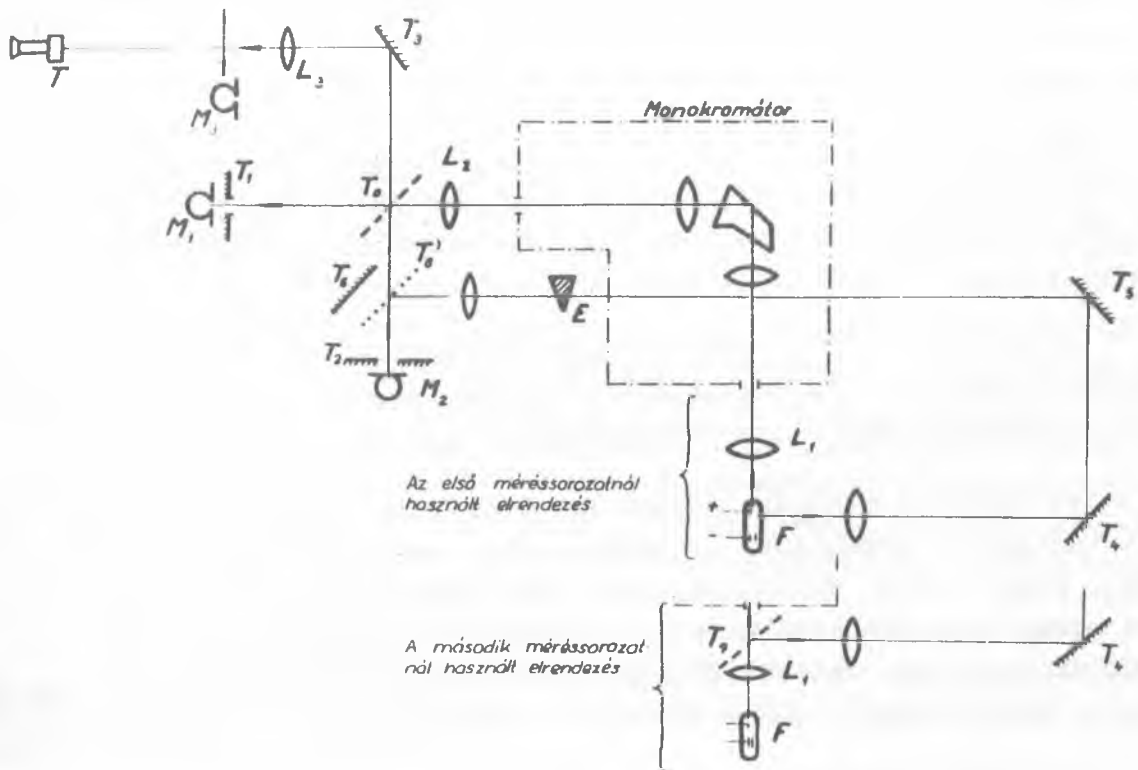 T₃
L₃
T
M₃
Monokromátor
L₂
T₁
T₀
M₁
T₆
T₆'
E
T₅
T₂
M₂
L₁
Az első méréssorozatnál
használt elrendezés
+
-
F
T₄
A második méréssorozat
nál használt elrendezés
T₉
L₁
T₄
F